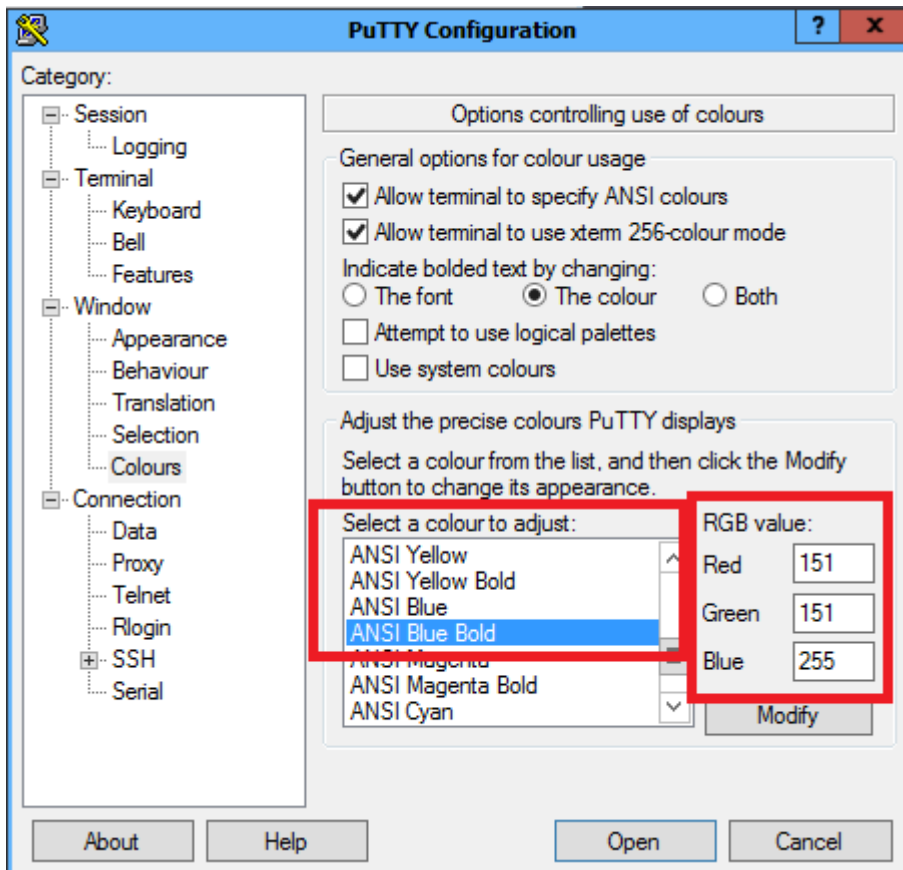 PuTTY Configuration
?
x
Category:
Session
Logging
Terminal
Keyboard
Bell
Features
Window
Appearance
Behaviour
Translation
Selection
Colours
Connection
Data
Proxy
Telnet
Rlogin
SSH
Serial
Options controlling use of colours
General options for colour usage
Allow terminal to specify ANSI colours
Allow terminal to use xterm 256-colour mode
Indicate bolded text by changing:
The font The colour Both
Attempt to use logical palettes
Use system colours
Adjust the precise colours PuTTY displays
Select a colour from the list, and then click the Modify
button to change its appearance.
Select a colour to adjust:
ANSI Yellow
ANSI Yellow Bold
ANSI Blue
ANSI Blue Bold
ANSI Magenta
ANSI Magenta Bold
ANSI Cyan
RGB value:
Red 151
Green 151
Blue 255
Modify
About Help Open Cancel